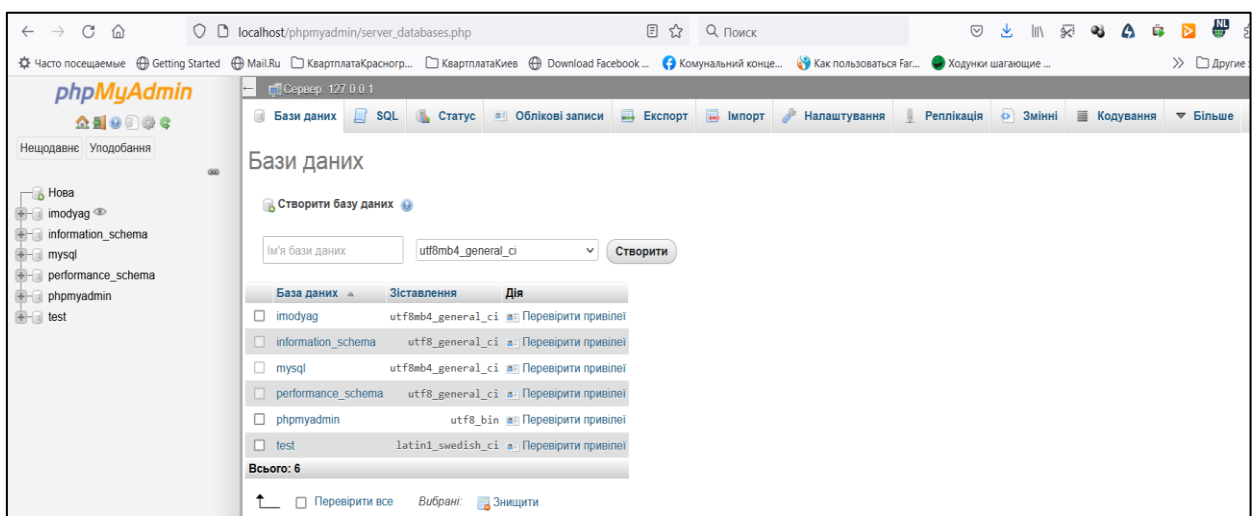 localhost/phpmyadmin/server_databases.php Поиск NL
Часто посещаемые Getting Started Mail.Ru КвартплатаКрасногр... КвартплатаКиев Download Facebook ... Комунальний конце... Как пользоваться Far... Ходунки шагающие ... Другие
phpMyAdmin
Нещодавнє Уподобання
Нова
imodyag
information_schema
mysql
performance_schema
phpmyadmin
test
Сервер: 127.0.0.1
Бази даних SQL Статус Облікові записи Експорт Імпорт Налаштування Реплікація Змінні Кодування Більше
Бази даних
Створити базу даних
Ім'я бази даних utf8mb4_general_ci Створити
База даних Зіставлення Дія
imodyag utf8mb4_general_ci Перевірити привілеї
information_schema utf8_general_ci Перевірити привілеї
mysql utf8mb4_general_ci Перевірити привілеї
performance_schema utf8_general_ci Перевірити привілеї
phpmyadmin utf8_bin Перевірити привілеї
test latin1_swedish_ci Перевірити привілеї
Всього: 6
Перевірити все Вибрані: Знищити